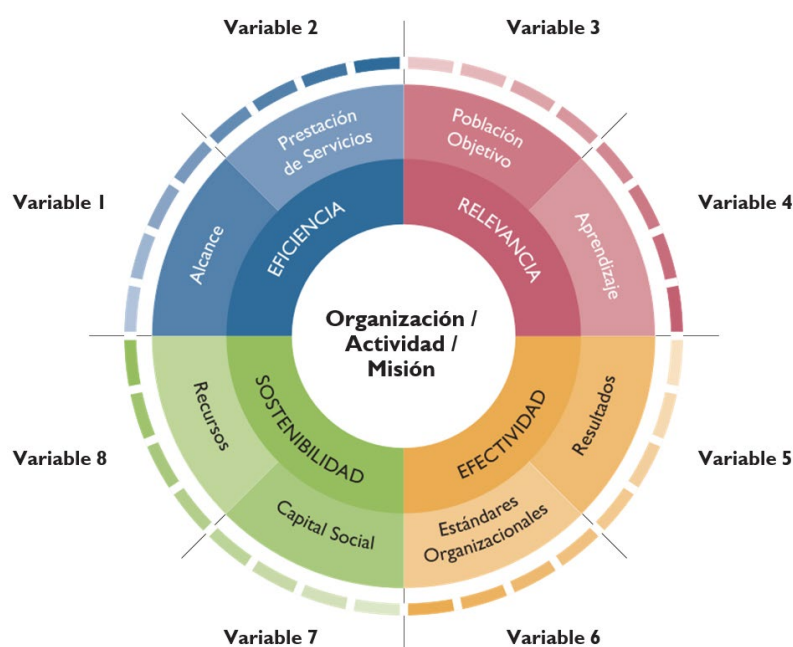 Variable 2
Variable 3
Prestación
de Servicios
Población
Objetivo
Variable 1
Alcance
EFICIENCIA
RELEVANCIA
Aprendizaje
Variable 4
Organización /
Actividad /
Misión
Variable 8
Recursos
SOSTENIBILIDAD
EFECTIVIDAD
Resultados
Variable 5
Capital Social
Estándares
Organizacionales
Variable 7
Variable 6